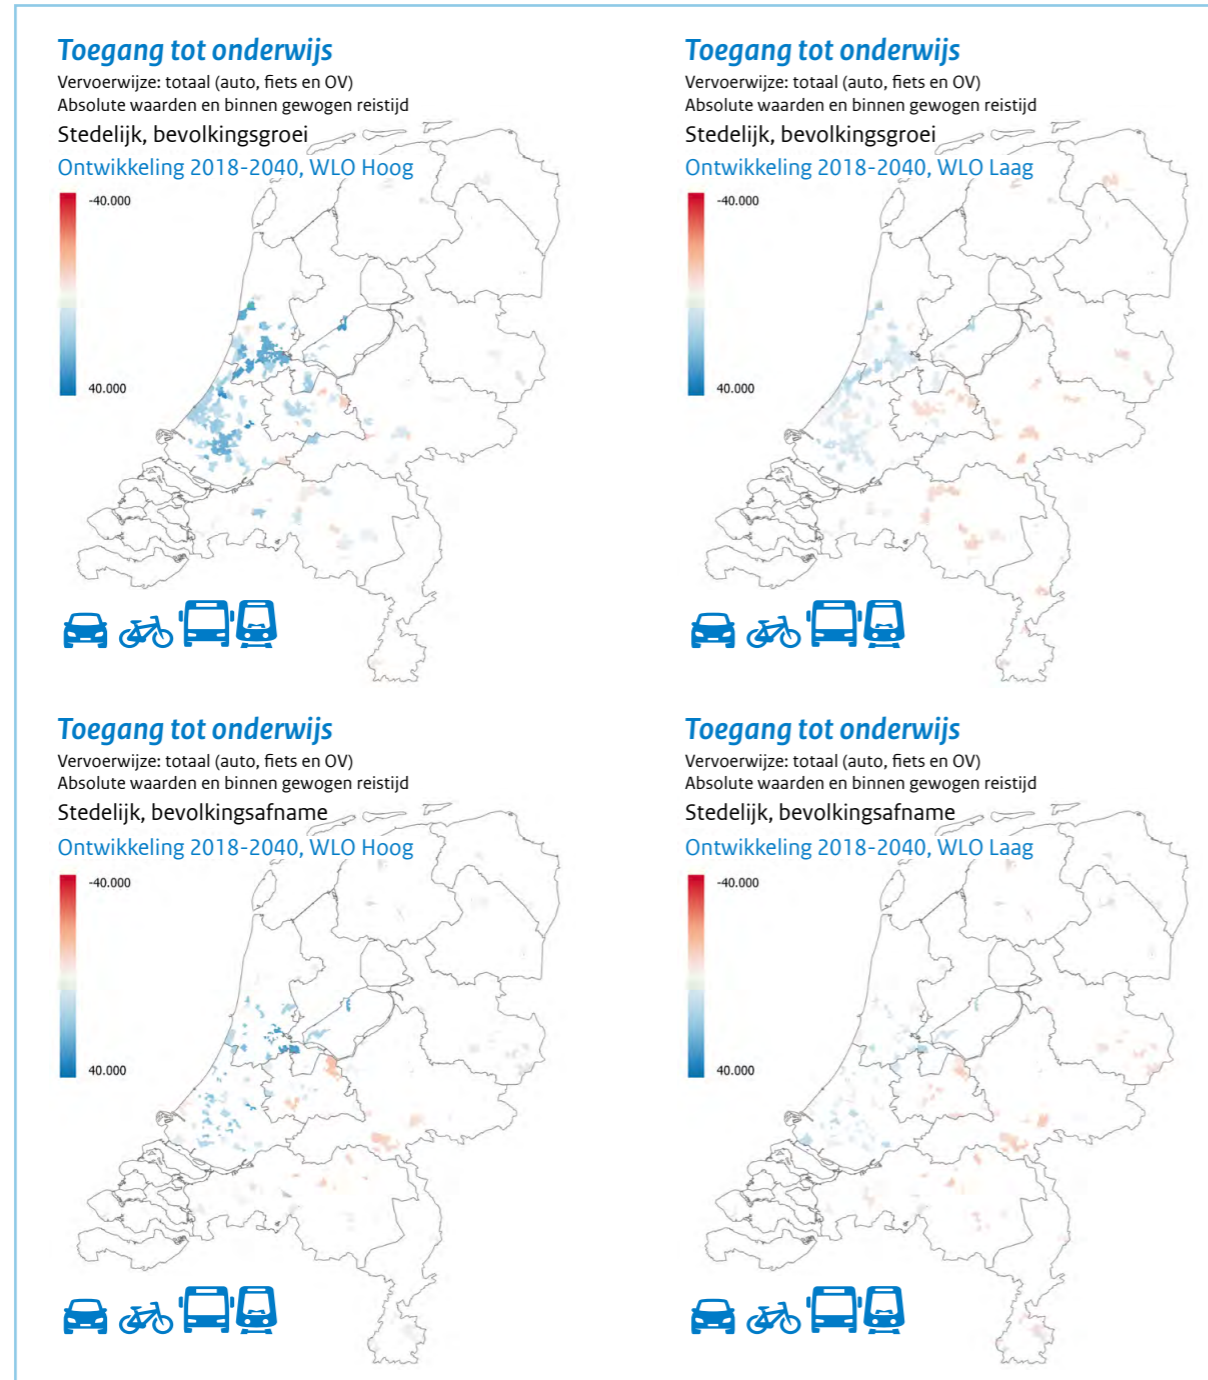 Toegang tot onderwijs
Vervoerwijze: totaal (auto, fiets en OV)
Absolute waarden en binnen gewogen reistijd
Stedelijk, bevolkingsgroei
Ontwikkeling 2018-2040, WLO Hoog
-40.000
40.000
Toegang tot onderwijs
Vervoerwijze: totaal (auto, fiets en OV)
Absolute waarden en binnen gewogen reistijd
Stedelijk, bevolkingsgroei
Ontwikkeling 2018-2040, WLO Laag
-40.000
40.000
Toegang tot onderwijs
Vervoerwijze: totaal (auto, fiets en OV)
Absolute waarden en binnen gewogen reistijd
Stedelijk, bevolkingsafname
Ontwikkeling 2018-2040, WLO Hoog
-40.000
40.000
Toegang tot onderwijs
Vervoerwijze: totaal (auto, fiets en OV)
Absolute waarden en binnen gewogen reistijd
Stedelijk, bevolkingsafname
Ontwikkeling 2018-2040, WLO Laag
-40.000
40.000